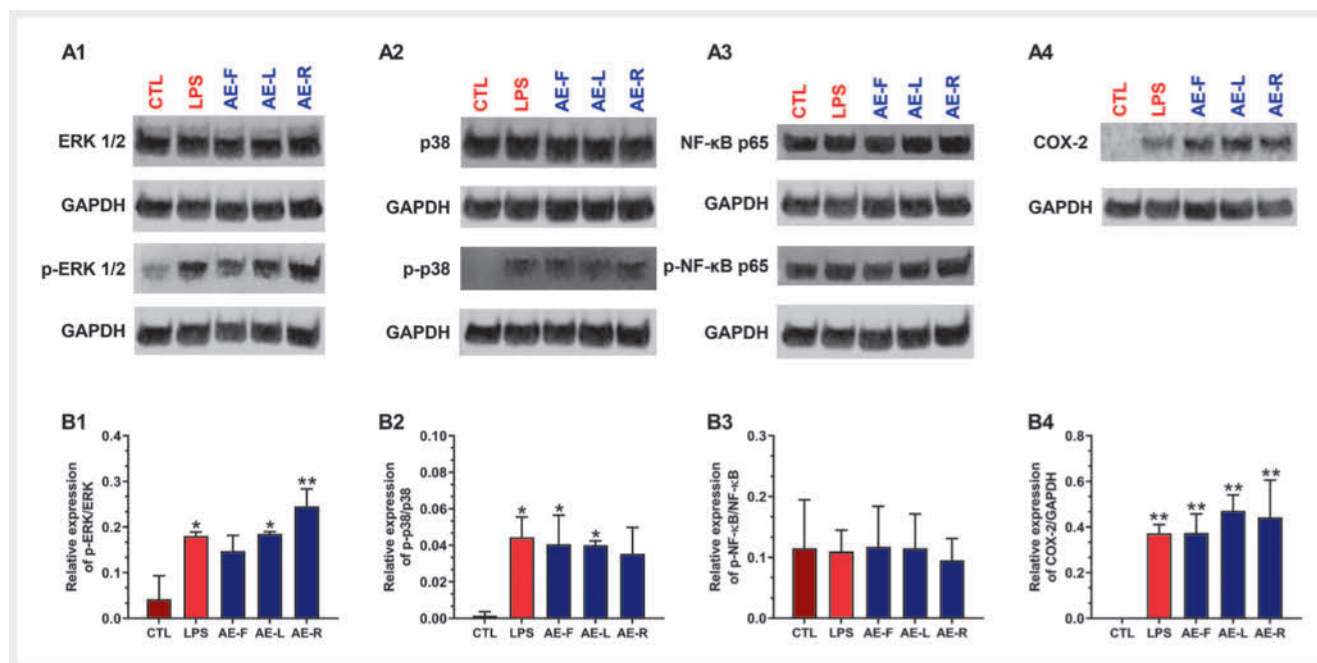 A1
CTL LPS AE-F AE-L AE-R
ERK 1/2
GAPDH
p-ERK 1/2
GAPDH
A2
CTL LPS AE-F AE-L AE-R
p38
GAPDH
p-p38
GAPDH
A3
CTL LPS AE-F AE-L AE-R
NF-κB p65
GAPDH
p-NF-κB p65
GAPDH
A4
CTL LPS AE-F AE-L AE-R
COX-2
GAPDH
B1
Relative expression
of p-ERK/ERK
0.4
0.3
0.2
0.1
0.0
* * **
CTL LPS AE-F AE-L AE-R
B2
Relative expression
of p-p38/p38
0.10
0.08
0.06
0.04
0.02
0.00
* * *
CTL LPS AE-F AE-L AE-R
B3
Relative expression
of p-NF-κB/NF-κB
0.3
0.2
0.1
0.0
CTL LPS AE-F AE-L AE-R
B4
Relative expression
of COX-2/GAPDH
0.8
0.6
0.4
0.2
0.0
** ** ** **
CTL LPS AE-F AE-L AE-R